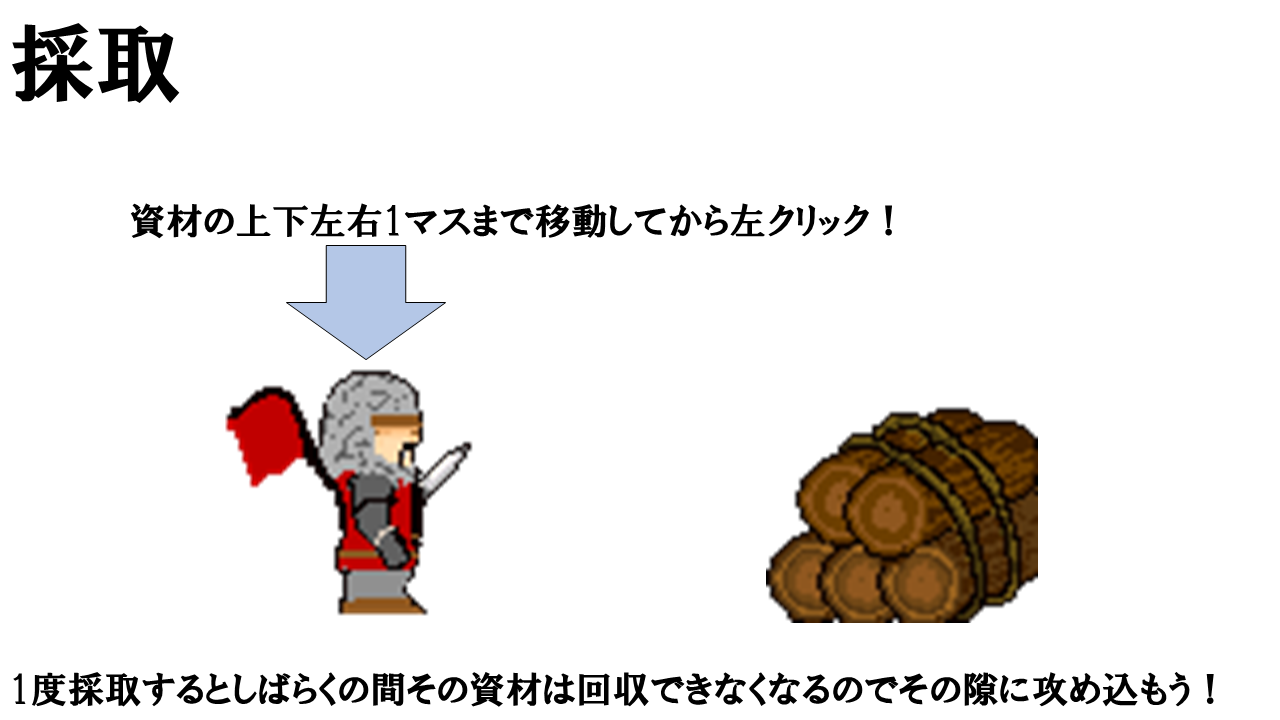 採取
資材の上下左右1マスまで移動してから左クリック！
1度採取するとしばらくの間その資材は回収できなくなるのでその隙に攻め込もう！